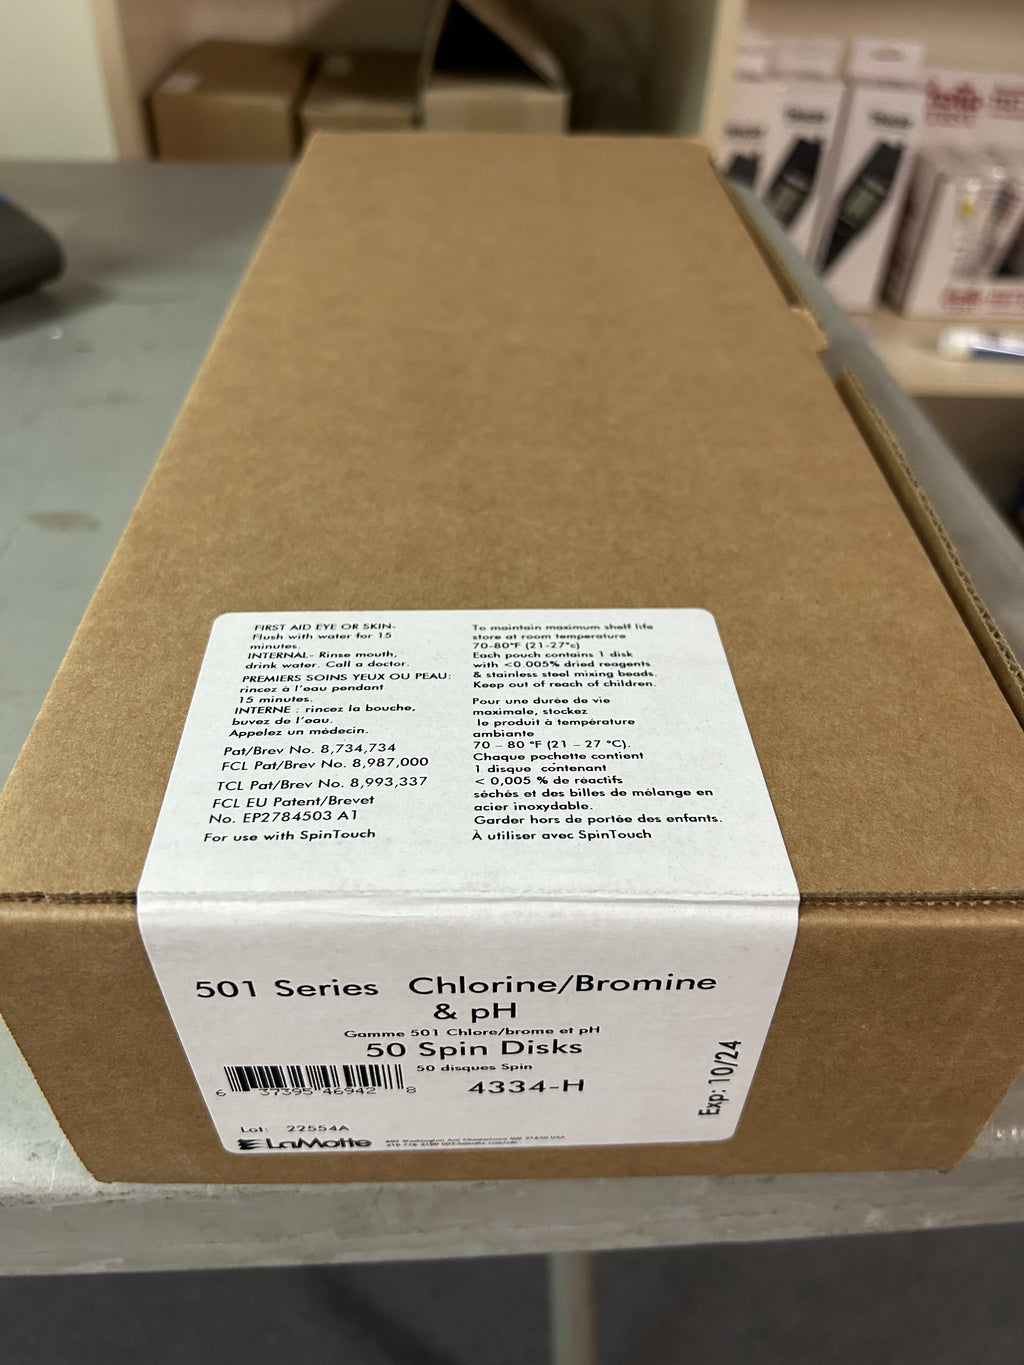 FIRST AID EYE OR SKIN-
Flush with water for 15
minutes.
INTERNAL- Rinse mouth,
drink water. Call a doctor.
PREMIERS SOINS YEUX OU PEAU:
rincez à l'eau pendant
15 minutes.
INTERNE : rincez la bouche,
buvez de l'eau.
Appelez un médecin.
Pat/Brev No. 8,734,734
FCL Pat/Brev No. 8,987,000
TCL Pat/Brev No. 8,993,337
FCL EU Patent/Brevet
No. EP2784503 A1
For use with SpinTouch
To maintain maximum shelf life
store at room temperature
70-80°F (21-27°c)
Each pouch contains 1 disk
with <0.005% dried reagents
& stainless steel mixing beads.
Keep out of reach of children.
Pour une durée de vie
maximale, stockez
le produit à température
ambiante
70 – 80 °F (21 – 27 °C).
Chaque pochette contient
1 disque contenant
< 0,005 % de réactifs
séchés et des billes de mélange en
acier inoxydable.
Garder hors de portée des enfants.
À utiliser avec SpinTouch
501 Series Chlorine/Bromine
& pH
Gamme 501 Chlore/brome et pH
50 Spin Disks
50 disques Spin
6 37395 46942 8
4334-H
Exp: 10/24
Lot: 22554A
LaMotte